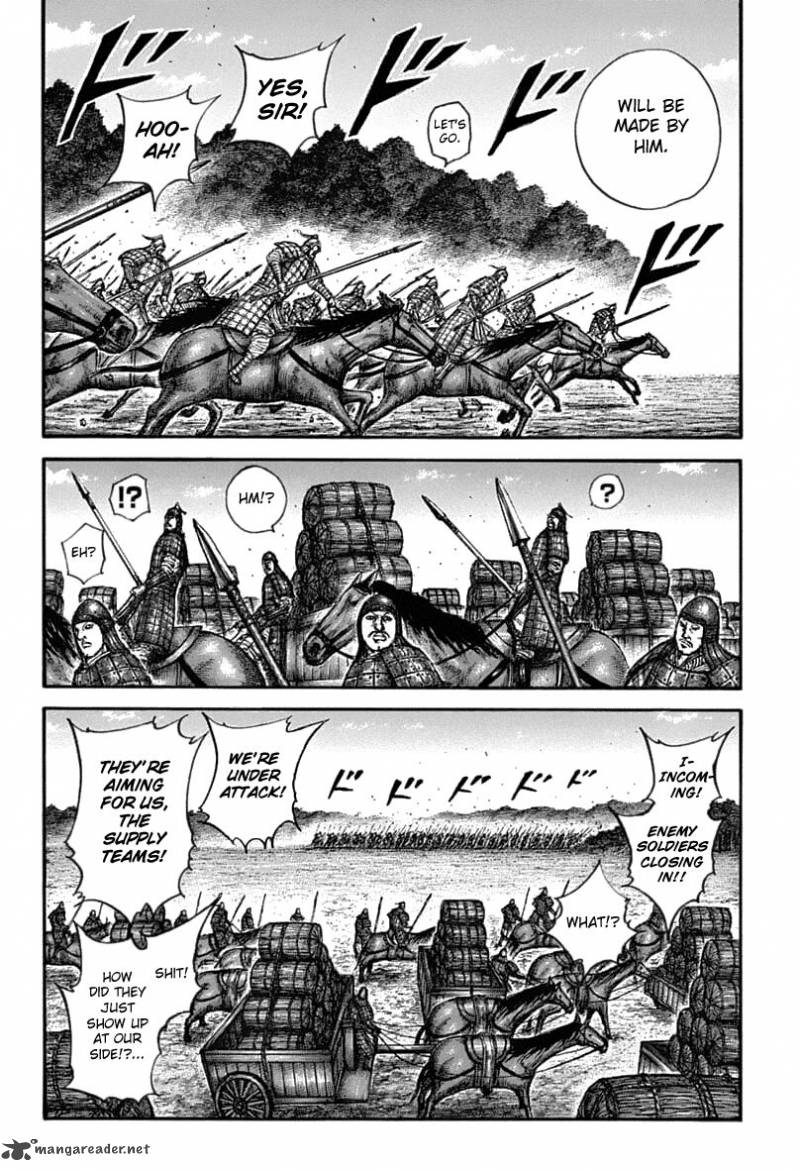 WILL BE
MADE BY
HIM.
ド
LET'S
GO.
ド
YES,
SIR!
ド
HOO-
AH!
ド
?
HM!?
!?
EH?
I-
INCOM-
ING!
ENEMY
SOLDIERS
CLOSING
IN!!
ド ド ド ド ド
WE'RE
UNDER
ATTACK!
THEY'RE
AIMING
FOR US,
THE
SUPPLY
TEAMS!
WHAT!?
SHIT!
HOW
DID THEY
JUST
SHOW UP
AT OUR
SIDE!?...
mangareader.net